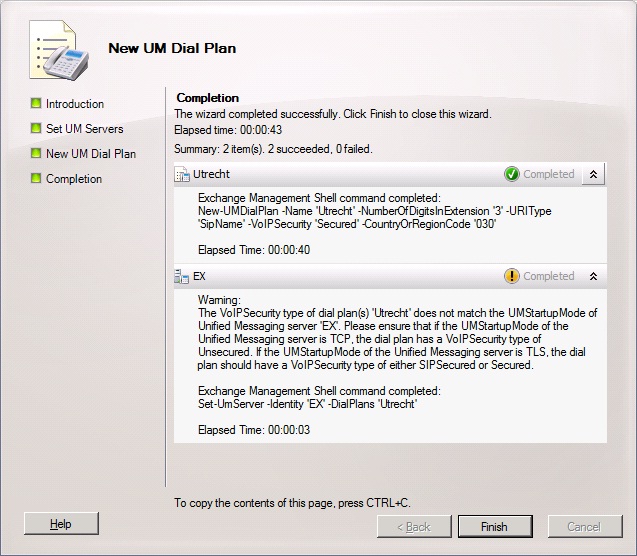 New UM Dial Plan
Introduction
Set UM Servers
New UM Dial Plan
Completion
Completion
The wizard completed successfully. Click Finish to close this wizard.
Elapsed time: 00:00:43
Summary: 2 item(s). 2 succeeded, 0 failed.
Utrecht
Completed
Exchange Management Shell command completed:
New-UMDialPlan -Name 'Utrecht' -NumberOfDigitsInExtension '3' -URIType
'SipName' -VoIPSecurity 'Secured' -CountryOrRegionCode '030'
Elapsed Time: 00:00:40
EX
Completed
Warning:
The VoIPSecurity type of dial plan(s) 'Utrecht' does not match the UMStartupMode of
Unified Messaging server 'EX'. Please ensure that if the UMStartupMode of the
Unified Messaging server is TCP, the dial plan has a VoIPSecurity type of
Unsecured. If the UMStartupMode of the Unified Messaging server is TLS, the dial
plan should have a VoIPSecurity type of either SIPSecured or Secured.
Exchange Management Shell command completed:
Set-UmServer -Identity 'EX' -DialPlans 'Utrecht'
Elapsed Time: 00:00:03
To copy the contents of this page, press CTRL+C.
Help
< Back
Finish
Cancel